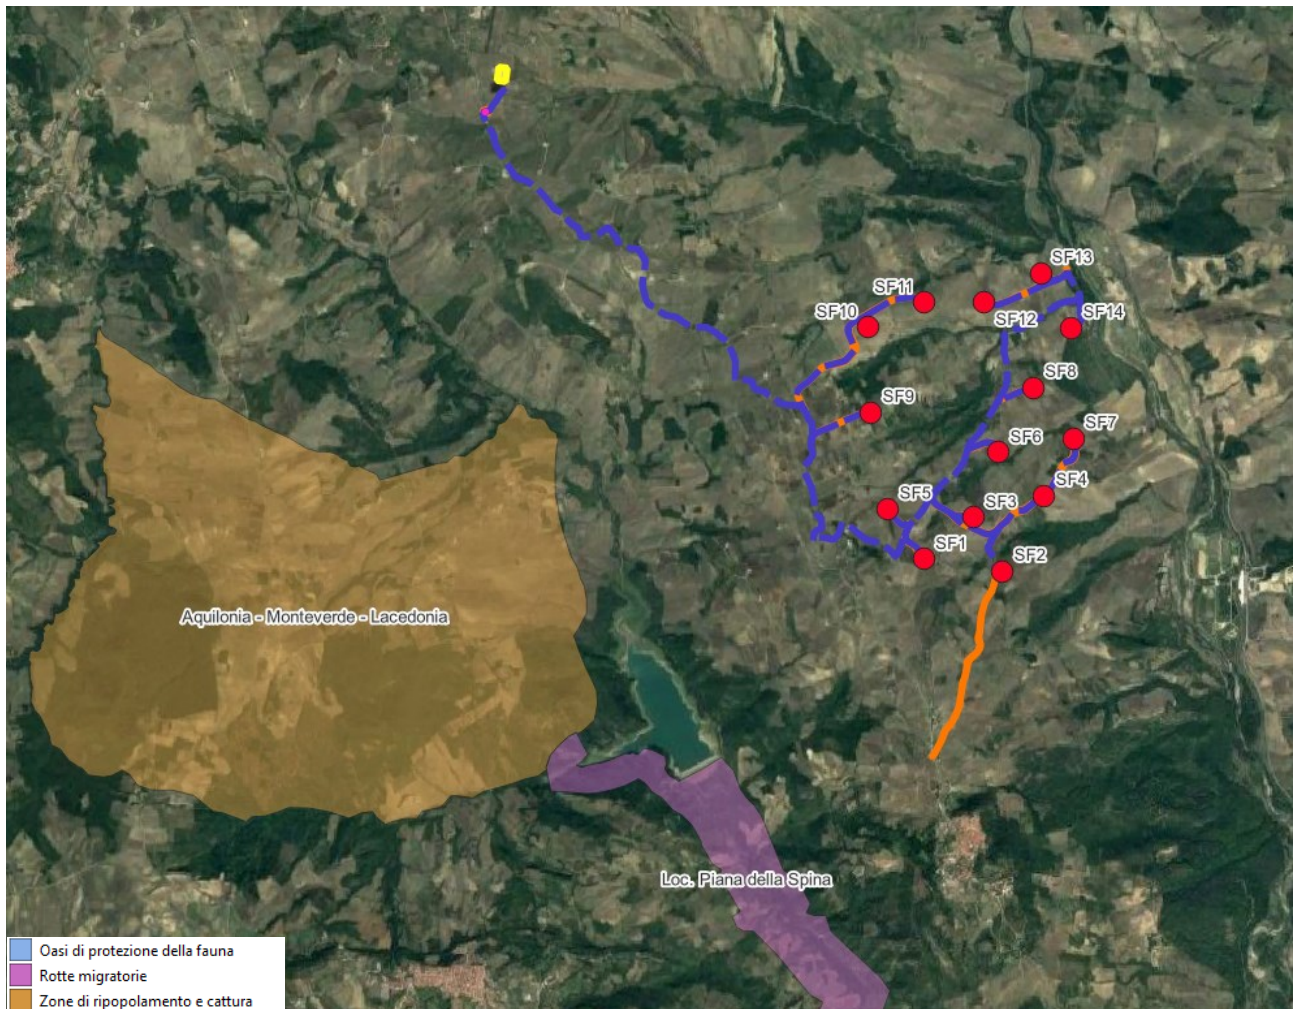 SF13
SF11
SF10
SF12
SF14
SF8
SF9
SF7
SF6
SF4
SF5
SF3
SF1
SF2
Aquilonia - Monteverde - Lacedonia
Loc. Piana della Spina
Oasi di protezione della fauna
Rotte migratorie
Zone di ripopolamento e cattura